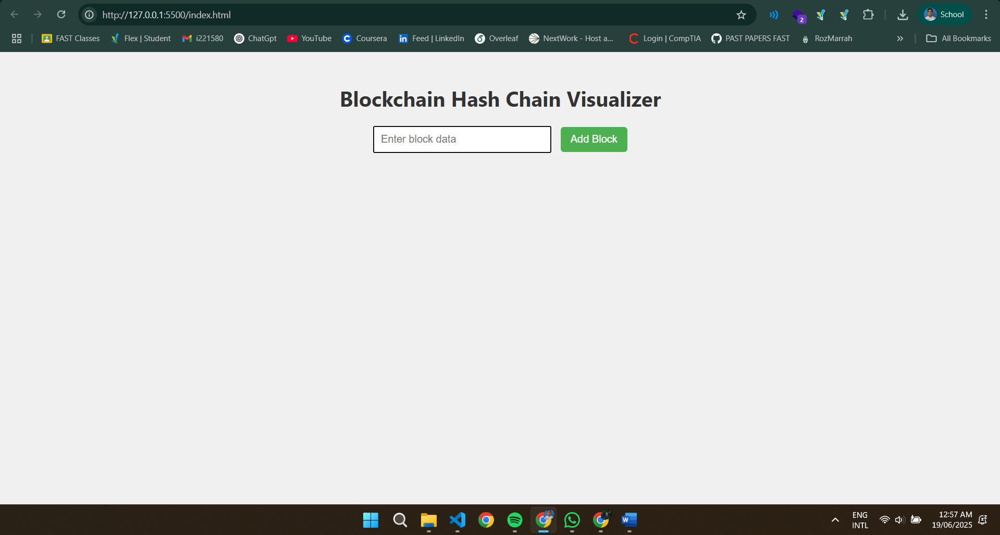 http://127.0.0.1:5500/index.html
2
School
FAST Classes
Flex | Student
i221580
ChatGpt
YouTube
Coursera
Feed | LinkedIn
Overleaf
NextWork - Host a...
Login | CompTIA
PAST PAPERS FAST
RozMarrah
All Bookmarks
Blockchain Hash Chain Visualizer
Enter block data
Add Block
ENG
INTL
12:57 AM
19/06/2025